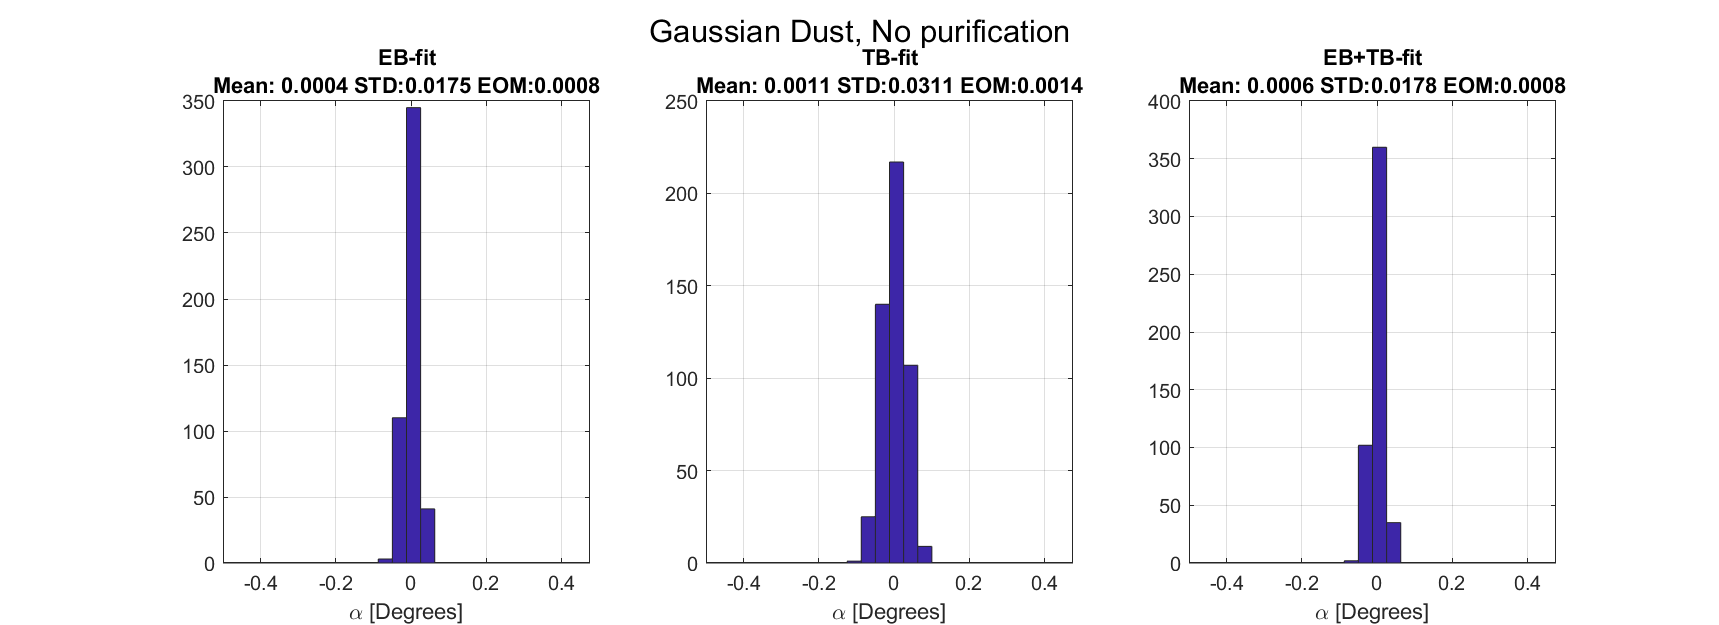 Gaussian Dust, No purification
EB-fit
Mean: 0.0004 STD:0.0175 EOM:0.0008
350
300
250
200
150
100
50
0
-0.4 -0.2 0 0.2 0.4
α [Degrees]
TB-fit
Mean: 0.0011 STD:0.0311 EOM:0.0014
250
200
150
100
50
0
-0.4 -0.2 0 0.2 0.4
α [Degrees]
EB+TB-fit
Mean: 0.0006 STD:0.0178 EOM:0.0008
400
350
300
250
200
150
100
50
0
-0.4 -0.2 0 0.2 0.4
α [Degrees]